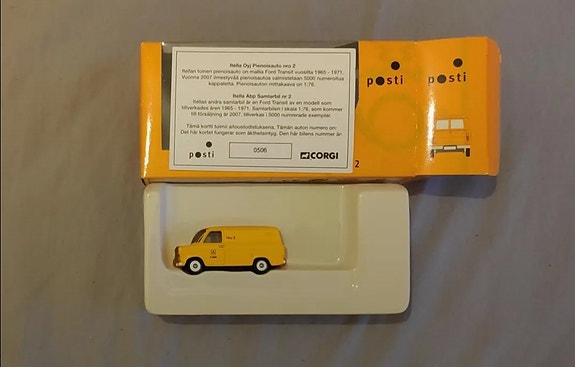 Itella Oyj Pienoisauto nro 2
Itellan toinen pienoisauto on mallia Ford Transit vuosilta 1965 - 1971.
Vuonna 2007 ilmestyvää pienoisautoa valmistetaan 5000 numeroitua
kappaletta. Pienoisauton mittakaava on 1:76.
Itella Abp Samlarbil nr 2
Itellas andra samlarbil är en Ford Transit av en modell som
tillverkades åren 1965 - 1971. Samlarbilen i skala 1:76, som kommer
till försäljning år 2007, tillverkas i 5000 numrerade exemplar.
Tämä kortti toimii aitoustodistuksena. Tämän auton numero on:
Det här kortet fungerar som äkthetsintyg. Den här bilens nummer är:
posti
0506
CORGI
posti
posti
2